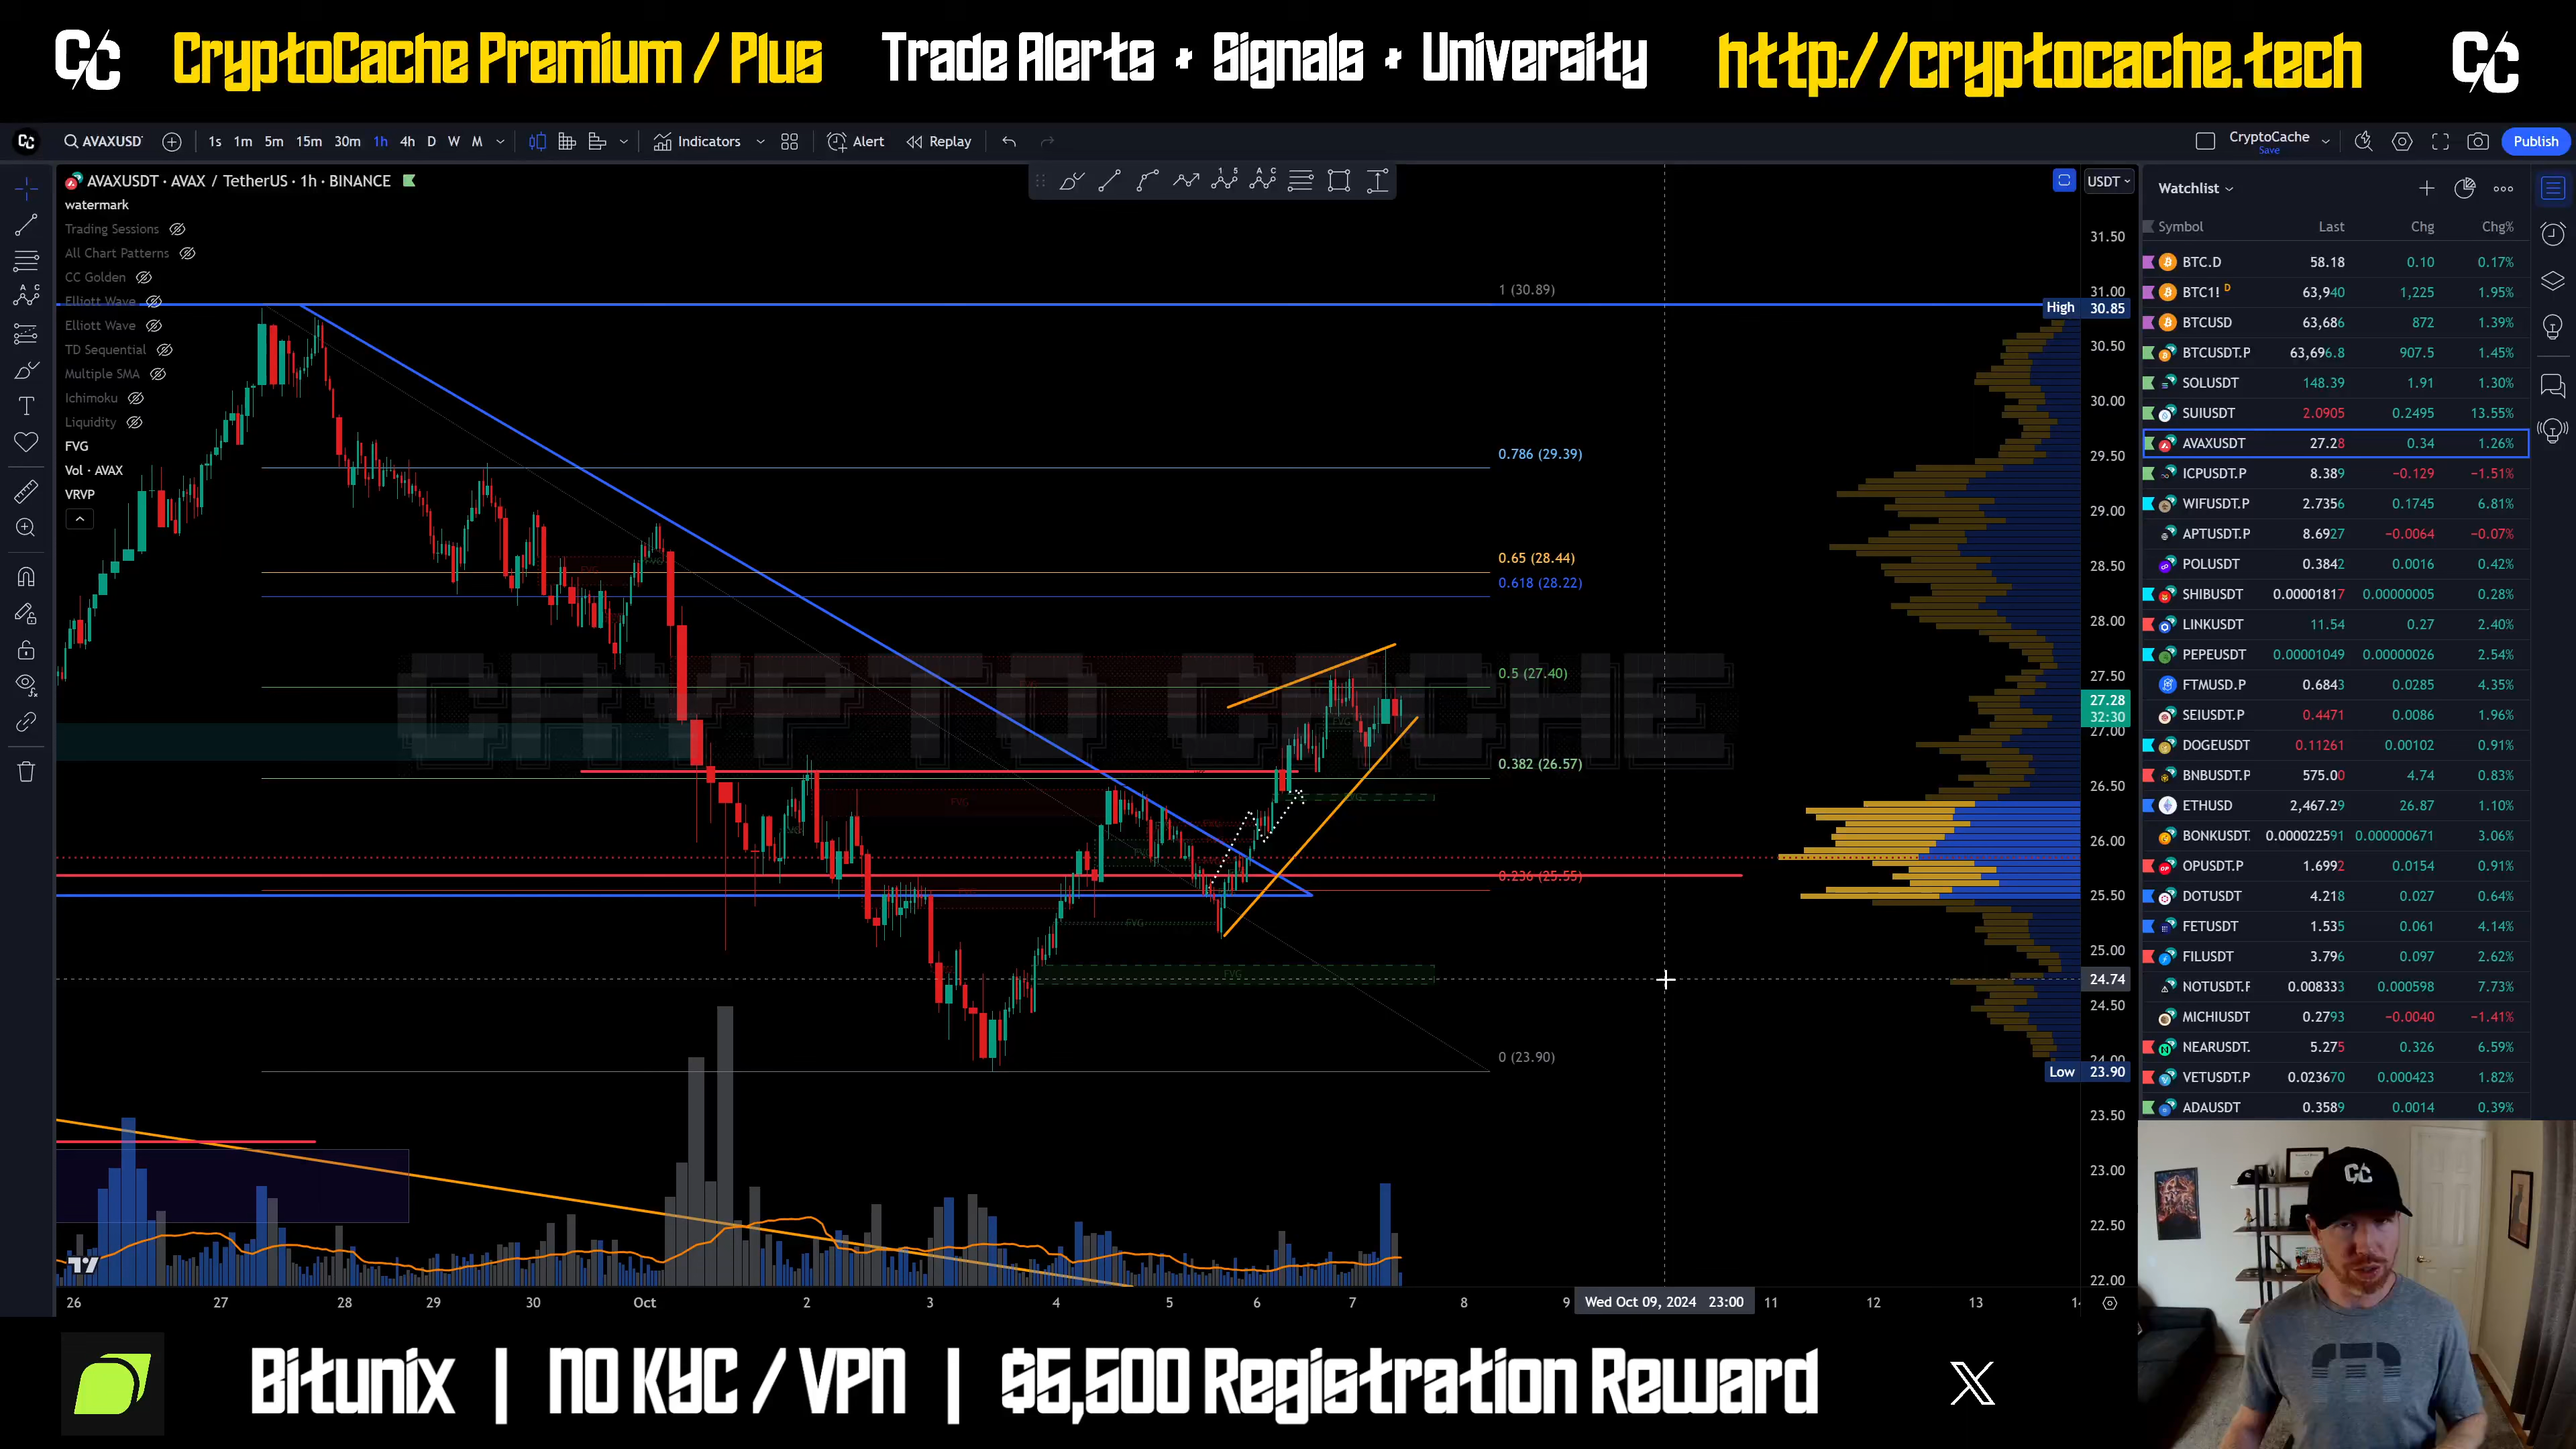 CC CryptoCache Premium / Plus Trade Alerts + Signals + University http://cryptocache.tech CC
CC AVAXUSD 1s 1m 5m 15m 30m 1h 4h D W M Indicators Alert Replay CryptoCache Save Publish
AVAXUSDT · AVAX / TetherUS · 1h · BINANCE
watermark
Trading Sessions
All Chart Patterns
CC Golden
Elliott Wave
Elliott Wave
TD Sequential
Multiple SMA
Ichimoku
Liquidity
FVG
Vol · AVAX
VRVP
1 (30.89)
0.786 (29.39)
0.65 (28.44)
0.618 (28.22)
0.5 (27.40)
0.382 (26.57)
0.236 (25.55)
0 (23.90)
CRYPTO CACHE
FVG
FVG
FVG
FVG
FVG
USDT
31.50
31.00
High 30.85
30.50
30.00
29.50
29.00
28.50
28.00
27.50
27.28
32:30
27.00
26.50
26.00
25.50
25.00
24.74
24.50
24.00
Low 23.90
23.50
23.00
22.50
22.00
26 27 28 29 30 Oct 2 3 4 5 6 7 8 9 Wed Oct 09, 2024 23:00 11 12 13 14
Watchlist
Symbol Last Chg Chg%
BTC.D 58.18 0.10 0.17%
BTC1! D 63,940 1,225 1.95%
BTCUSD 63,686 872 1.39%
BTCUSDT.P 63,696.8 907.5 1.45%
SOLUSDT 148.39 1.91 1.30%
SUIUSDT 2.0905 0.2495 13.55%
AVAXUSDT 27.28 0.34 1.26%
ICPUSDT.P 8.389 −0.129 −1.51%
WIFUSDT.P 2.7356 0.1745 6.81%
APTUSDT.P 8.6927 −0.0064 −0.07%
POLUSDT 0.3842 0.0016 0.42%
SHIBUSDT 0.00001817 0.00000005 0.28%
LINKUSDT 11.54 0.27 2.40%
PEPEUSDT 0.00001049 0.00000026 2.54%
FTMUSD.P 0.6843 0.0285 4.35%
SEIUSDT.P 0.4471 0.0086 1.96%
DOGEUSDT 0.11261 0.00102 0.91%
BNBUSDT.P 575.00 4.74 0.83%
ETHUSD 2,467.29 26.87 1.10%
BONKUSDT. 0.000022591 0.000000671 3.06%
OPUSDT.P 1.6992 0.0154 0.91%
DOTUSDT 4.218 0.027 0.64%
FETUSDT 1.535 0.061 4.14%
FILUSDT 3.796 0.097 2.62%
NOTUSDT.F 0.008333 0.000598 7.73%
MICHIUSDT 0.2793 −0.0040 −1.41%
NEARUSDT. 5.275 0.326 6.59%
VETUSDT.P 0.023670 0.000423 1.82%
ADAUSDT 0.3589 0.0014 0.39%
CC
Bitunix | NO KYC / VPN | $5,500 Registration Reward X